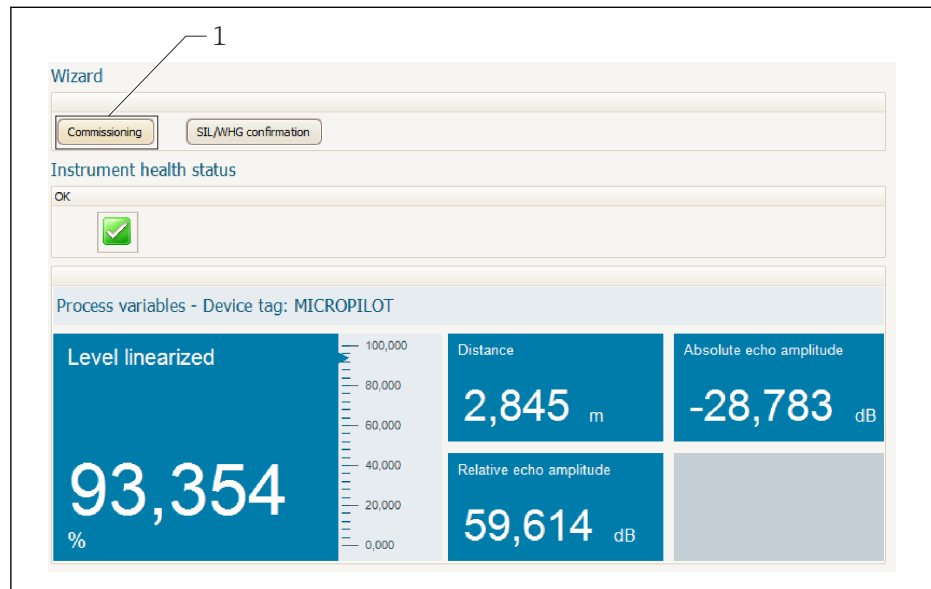 1
Wizard
Commissioning
SIL/WHG confirmation
Instrument health status
OK
Process variables - Device tag: MICROPILOT
Level linearized
93,354
%
100,000
80,000
60,000
40,000
20,000
0,000
Distance
2,845 m
Absolute echo amplitude
-28,783 dB
Relative echo amplitude
59,614 dB